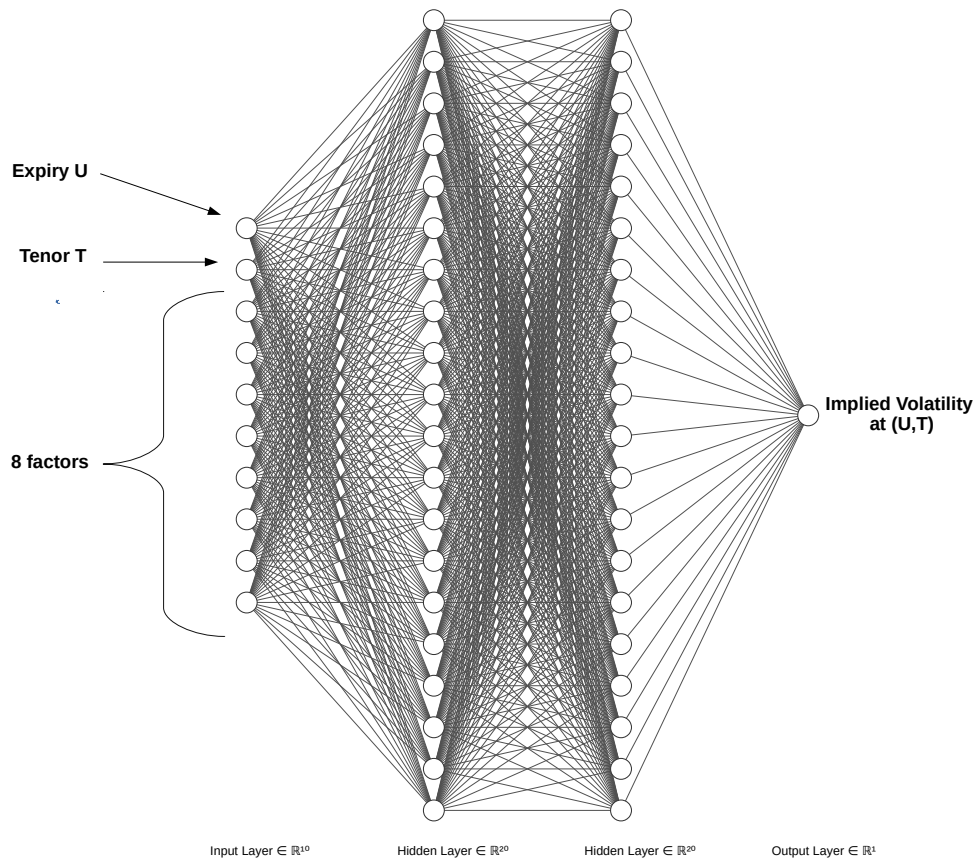 Expiry U
Tenor T
8 factors
Implied Volatility
at (U,T)
Input Layer ∈ ℝ¹⁰
Hidden Layer ∈ ℝ²⁰
Hidden Layer ∈ ℝ²⁰
Output Layer ∈ ℝ¹